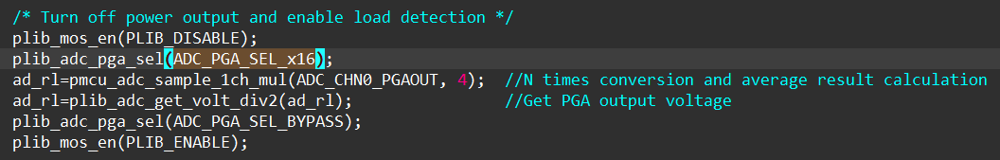 /* Turn off power output and enable load detection */
plib_mos_en(PLIB_DISABLE);
plib_adc_pga_sel(ADC_PGA_SEL_x16);
ad_rl=pmcu_adc_sample_1ch_mul(ADC_CHN0_PGAOUT, 4);  //N times conversion and average result calculation
ad_rl=plib_adc_get_volt_div2(ad_rl);                //Get PGA output voltage
plib_adc_pga_sel(ADC_PGA_SEL_BYPASS);
plib_mos_en(PLIB_ENABLE);